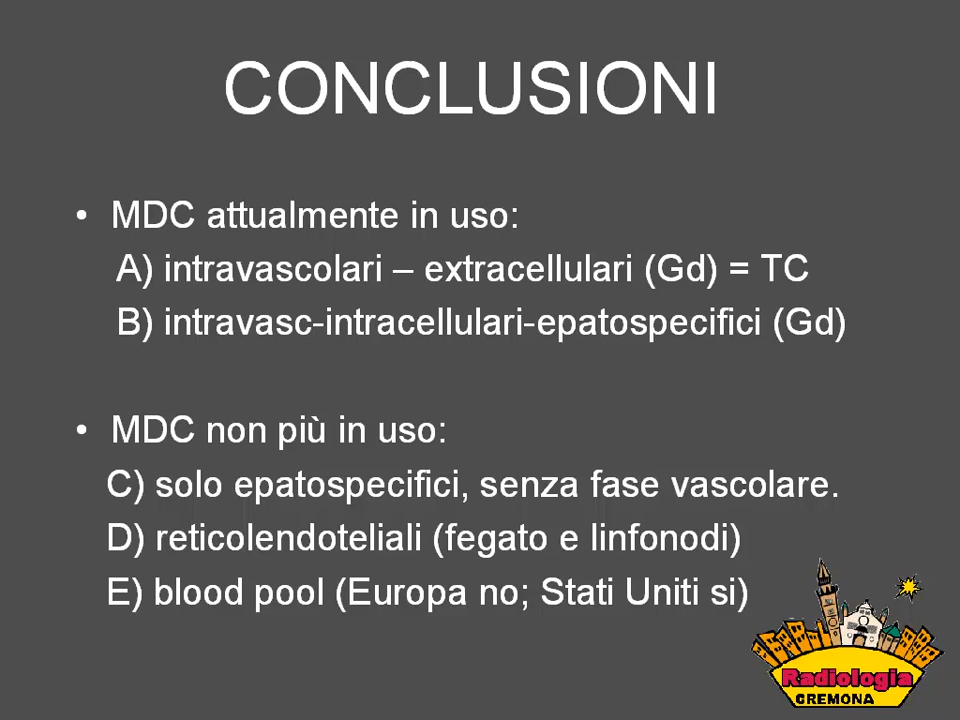 CONCLUSIONI
• MDC attualmente in uso:
A) intravascolari – extracellulari (Gd) = TC
B) intravasc-intracellulari-epatospecifici (Gd)
• MDC non più in uso:
C) solo epatospecifici, senza fase vascolare.
D) reticolendoteliali (fegato e linfonodi)
E) blood pool (Europa no; Stati Uniti si)
Radiologia
CREMONA